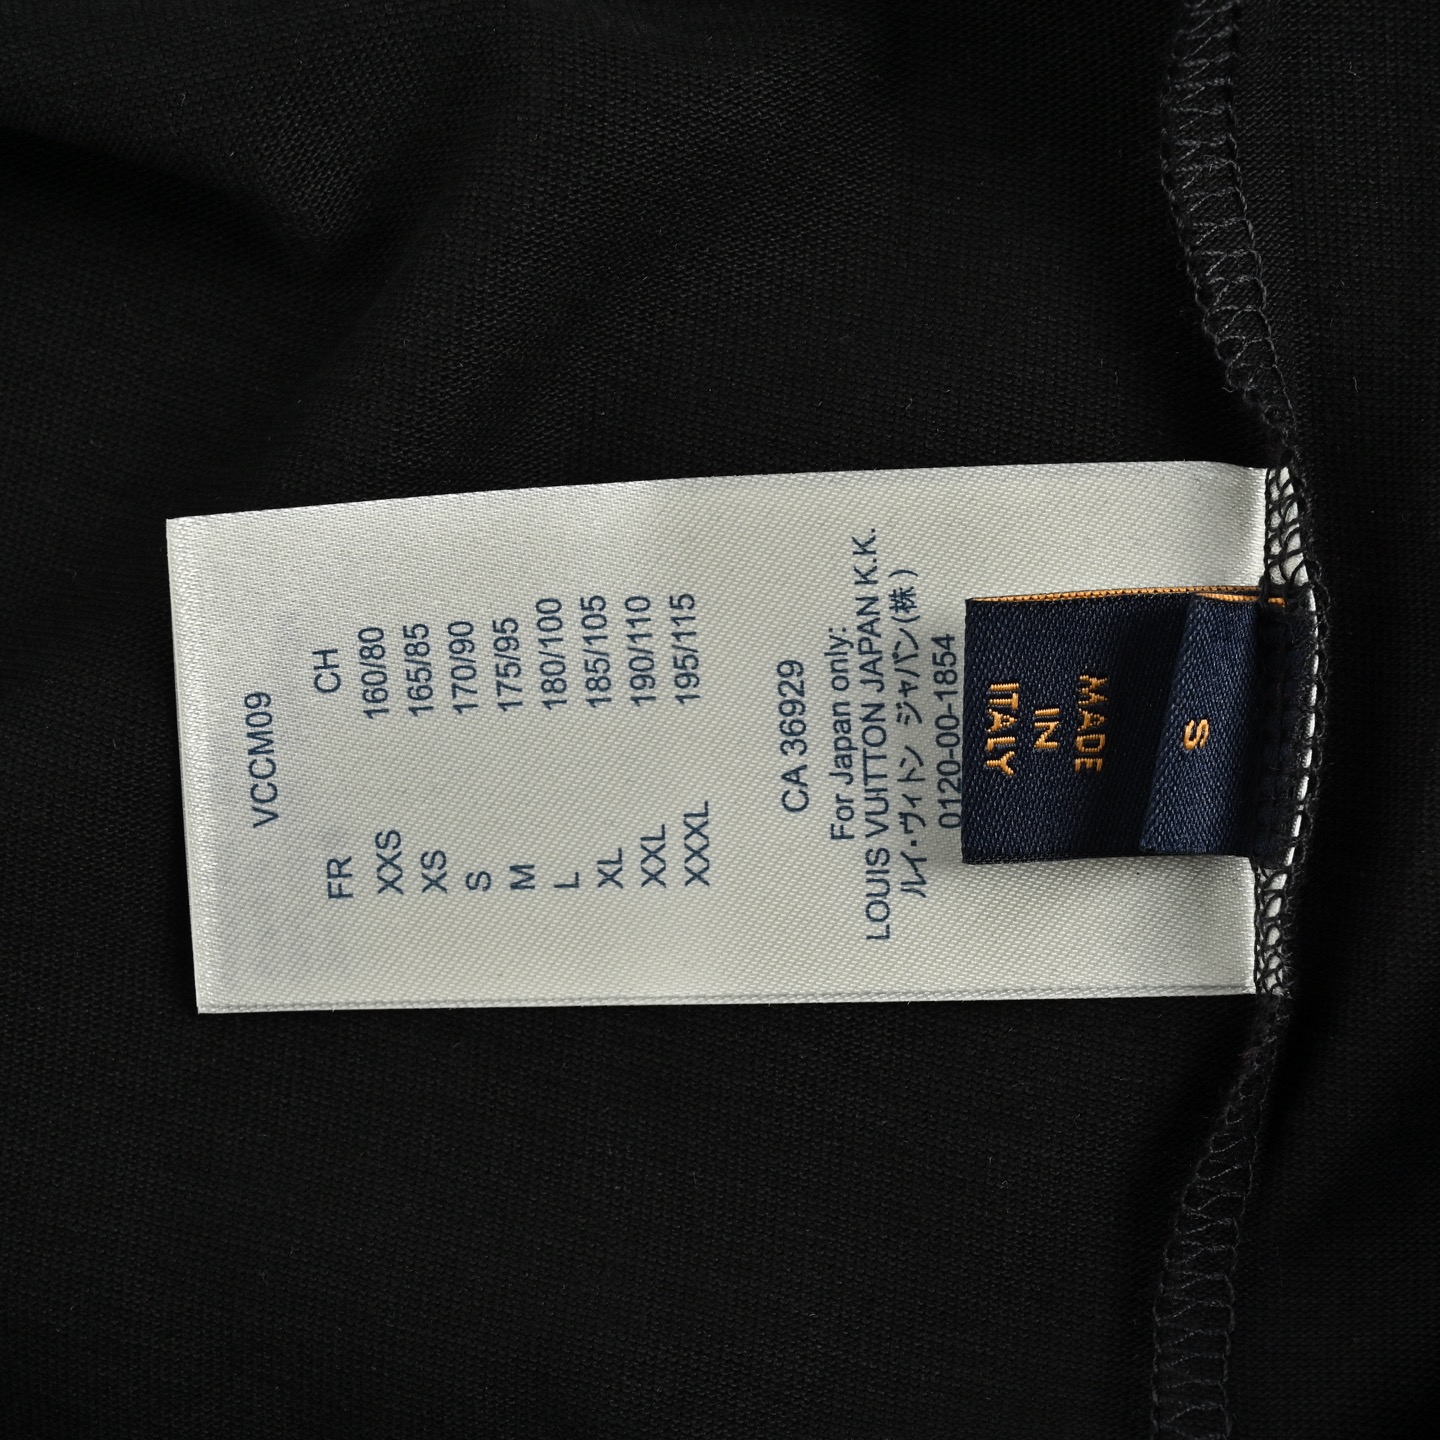 VCCM09
FR CH
XXS 160/80
XS 165/85
S 170/90
M 175/95
L 180/100
XL 185/105
XXL 190/110
XXXL 195/115
CA 36929
For Japan only:
LOUIS VUITTON JAPAN K.K.
ルイ・ヴィトン ジャパン(株)
0120-00-1854
MADE
IN
ITALY
S